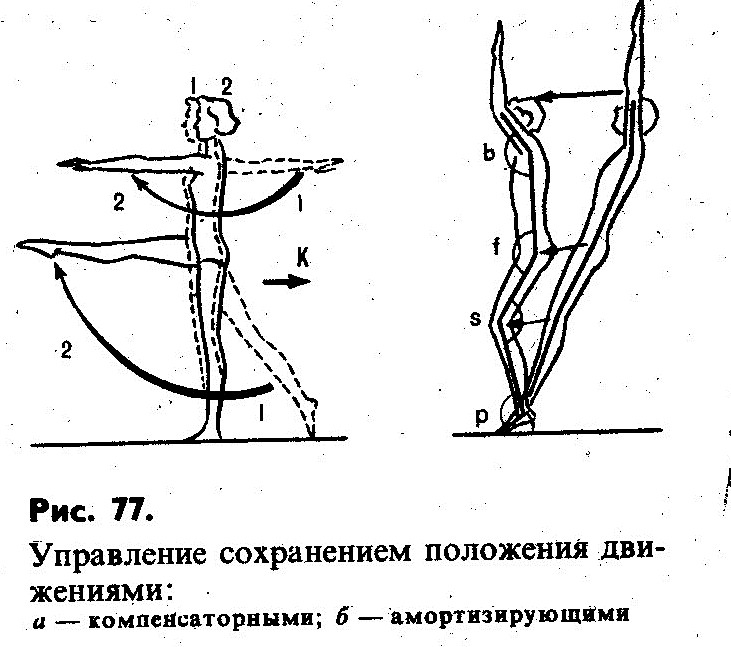 1 2
b
2 1
f
K
s
2
1
p
Рис. 77.
Управление сохранением положения дви-
жениями:
а — компенсаторными; б — амортизирующими